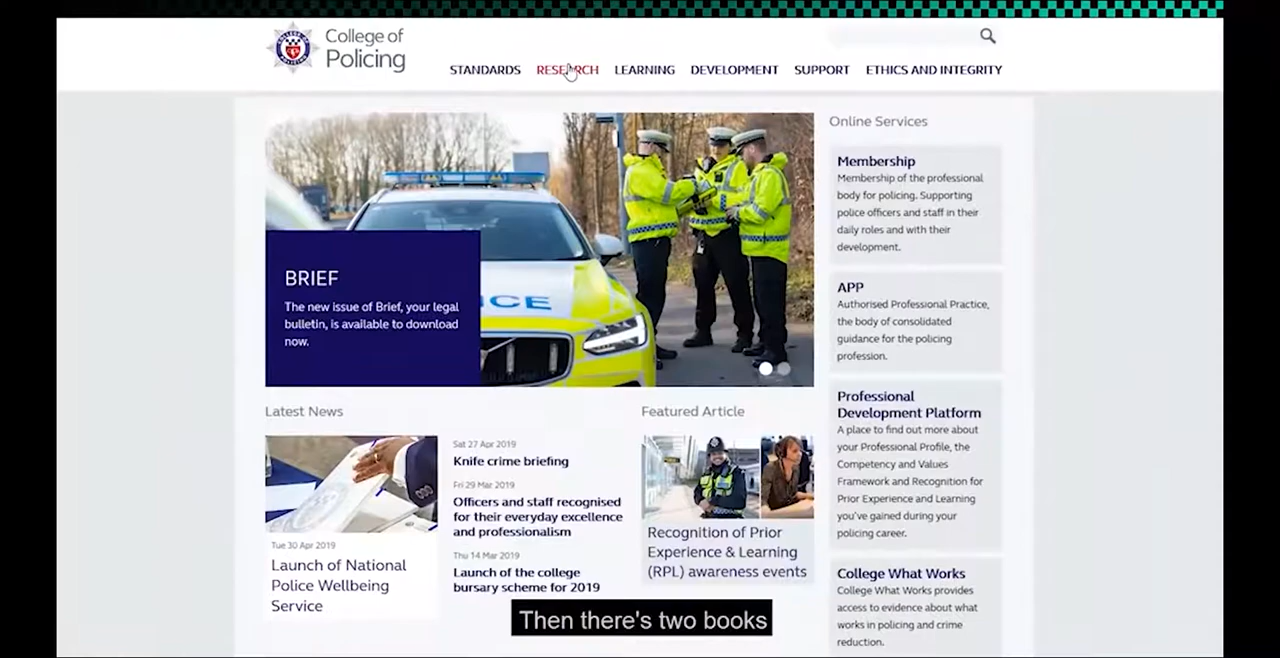 College of
Policing
STANDARDS
RESEARCH
LEARNING
DEVELOPMENT
SUPPORT
ETHICS AND INTEGRITY
BRIEF
The new issue of Brief, your legal
bulletin, is available to download
now.
Latest News
Tue 30 Apr 2019
Launch of National
Police Wellbeing
Service
Sat 27 Apr 2019
Knife crime briefing
Fri 29 Mar 2019
Officers and staff recognised
for their everyday excellence
and professionalism
Thu 14 Mar 2019
Launch of the college
bursary scheme for 2019
Featured Article
Recognition of Prior
Experience & Learning
(RPL) awareness events
Online Services
Membership
Membership of the professional
body for policing. Supporting
police officers and staff in their
daily roles and with their
development.
APP
Authorised Professional Practice,
the body of consolidated
guidance for the policing
profession.
Professional
Development Platform
A place to find out more about
your Professional Profile, the
Competency and Values
Framework and Recognition for
Prior Experience and Learning
you've gained during your
policing career.
College What Works
College What Works provides
access to evidence about what
works in policing and crime
reduction.
Then there's two books